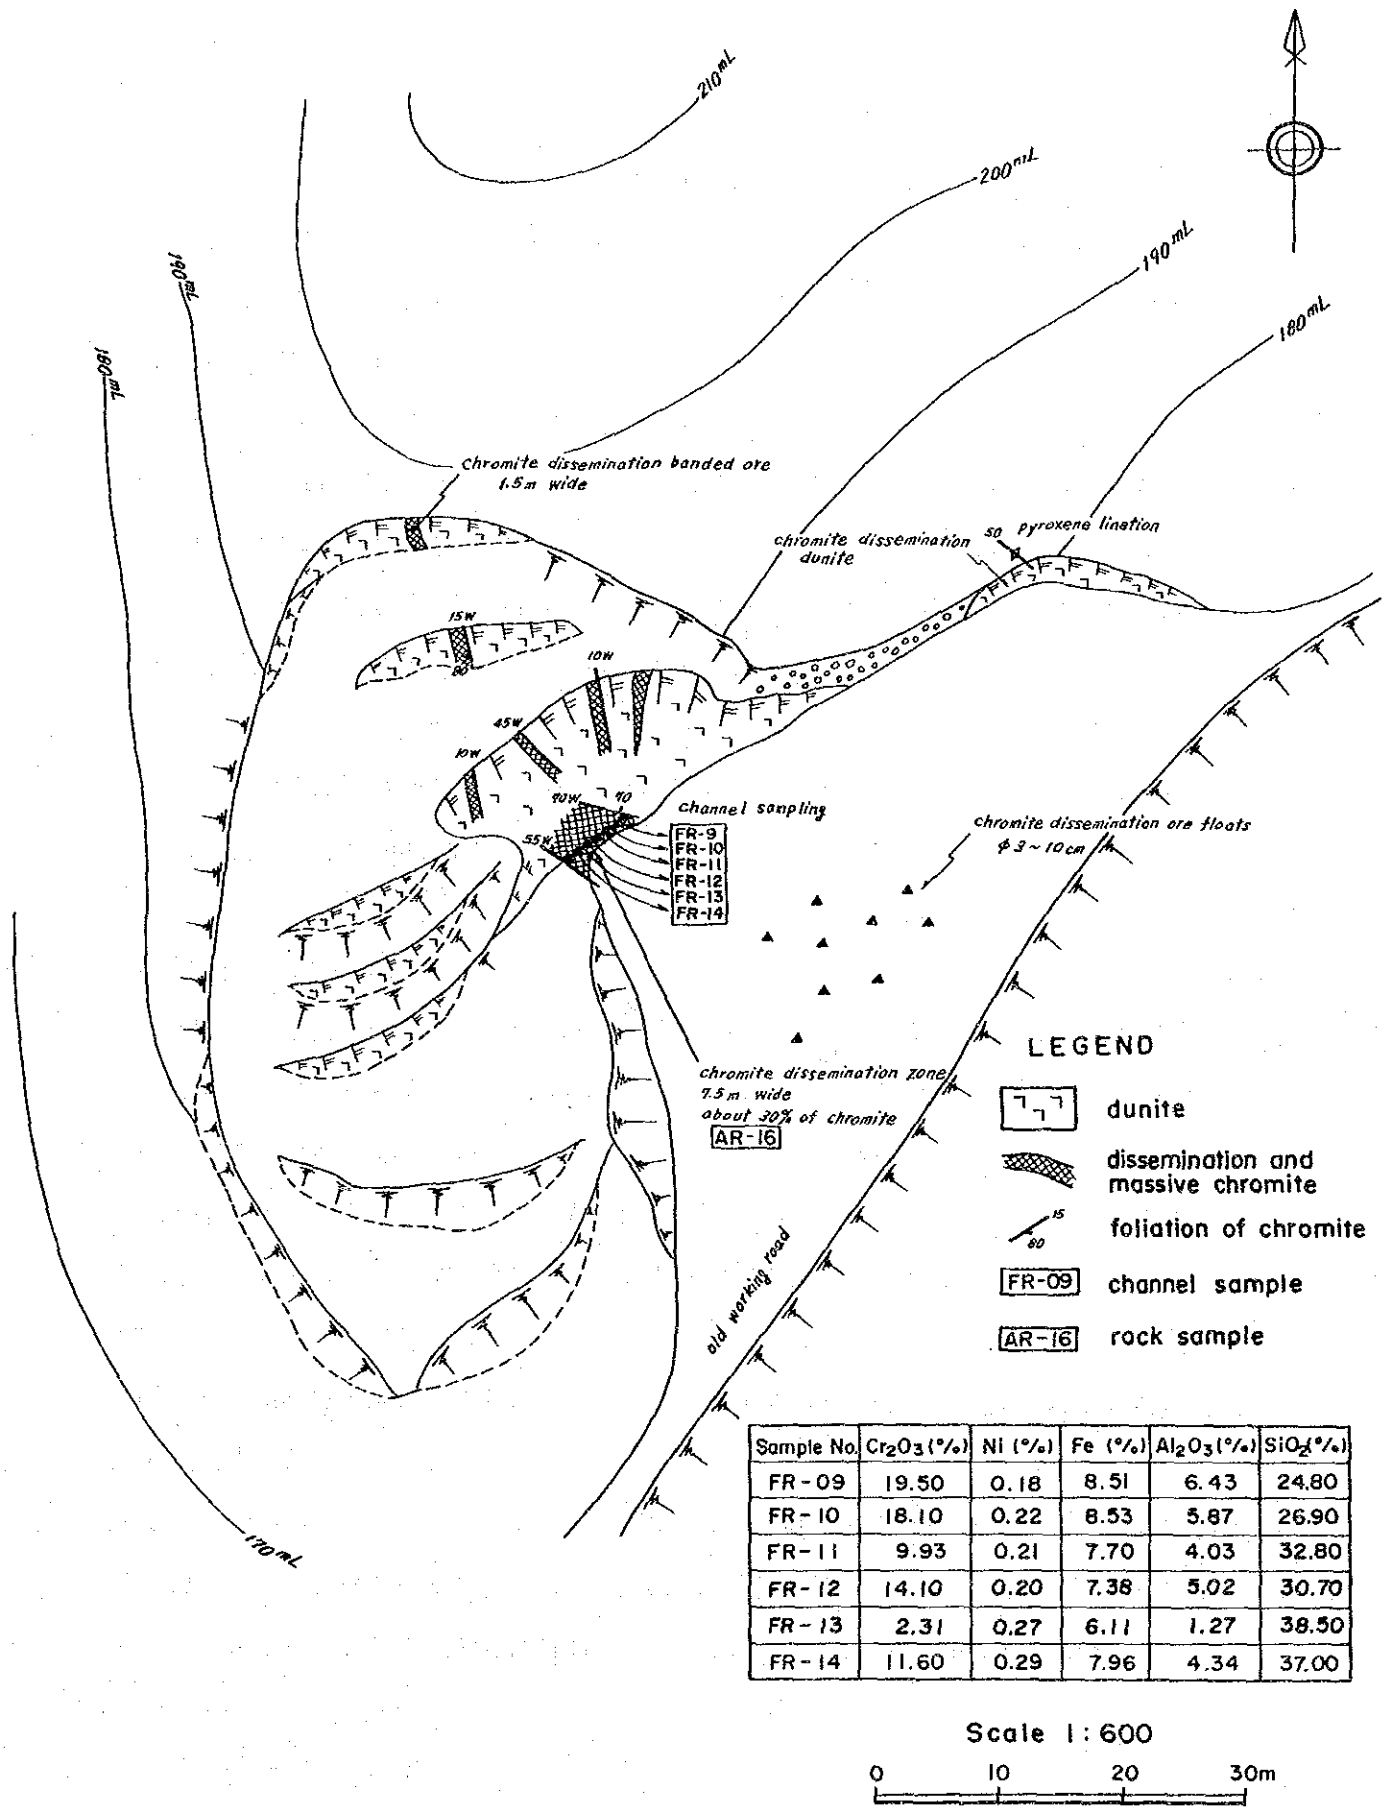 210mL
200mL
190mL
180mL
190mL
180mL
chromite dissemination banded ore
1.5m wide
chromite dissemination
dunite
50 pyroxene lination
15W
80
10W
45W
10W
70W
70
55W
channel sampling
FR-9
FR-10
FR-11
FR-12
FR-13
FR-14
chromite dissemination ore floats
φ 3 ~ 10cm
chromite dissemination zone
7.5m wide
about 30% of chromite
AR-16
old working road
170mL
LEGEND
dunite
dissemination and
massive chromite
15
80
foliation of chromite
FR-09 channel sample
AR-16 rock sample
Sample No. Cr₂O₃(%) Ni (%) Fe (%) Al₂O₃(%) SiO₂(%)
FR-09 19.50 0.18 8.51 6.43 24.80
FR-10 18.10 0.22 8.53 5.87 26.90
FR-11 9.93 0.21 7.70 4.03 32.80
FR-12 14.10 0.20 7.38 5.02 30.70
FR-13 2.31 0.27 6.11 1.27 38.50
FR-14 11.60 0.29 7.96 4.34 37.00
Scale 1:600
0 10 20 30m